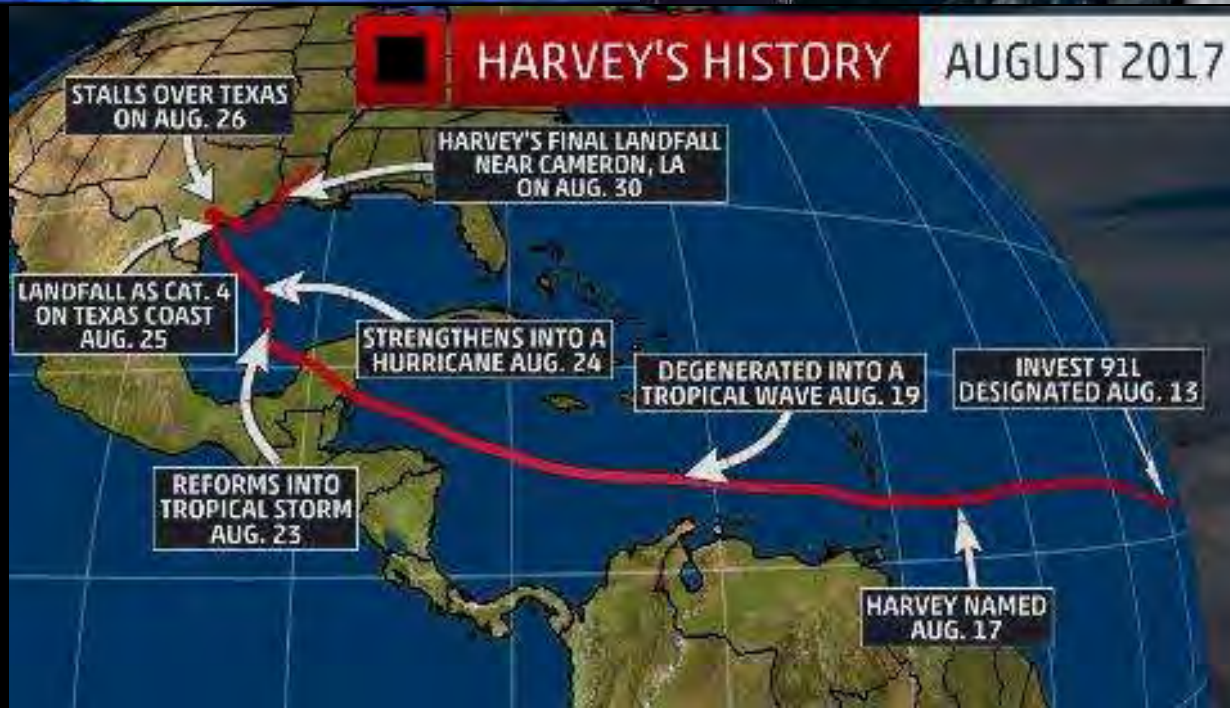 HARVEY'S HISTORY
AUGUST 2017
STALLS OVER TEXAS
ON AUG. 26
HARVEY'S FINAL LANDFALL
NEAR CAMERON, LA
ON AUG. 30
LANDFALL AS CAT. 4
ON TEXAS COAST
AUG. 25
STRENGTHENS INTO A
HURRICANE AUG. 24
DEGENERATED INTO A
TROPICAL WAVE AUG. 19
INVEST 91L
DESIGNATED AUG. 13
REFORMS INTO
TROPICAL STORM
AUG. 23
HARVEY NAMED
AUG. 17